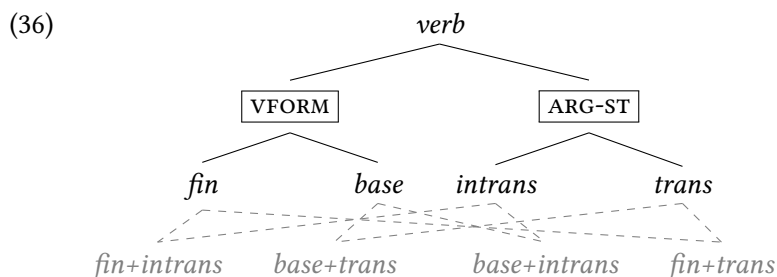 (36) verb
VFORM ARG-ST
fin base intrans trans
fin+intrans base+trans base+intrans fin+trans